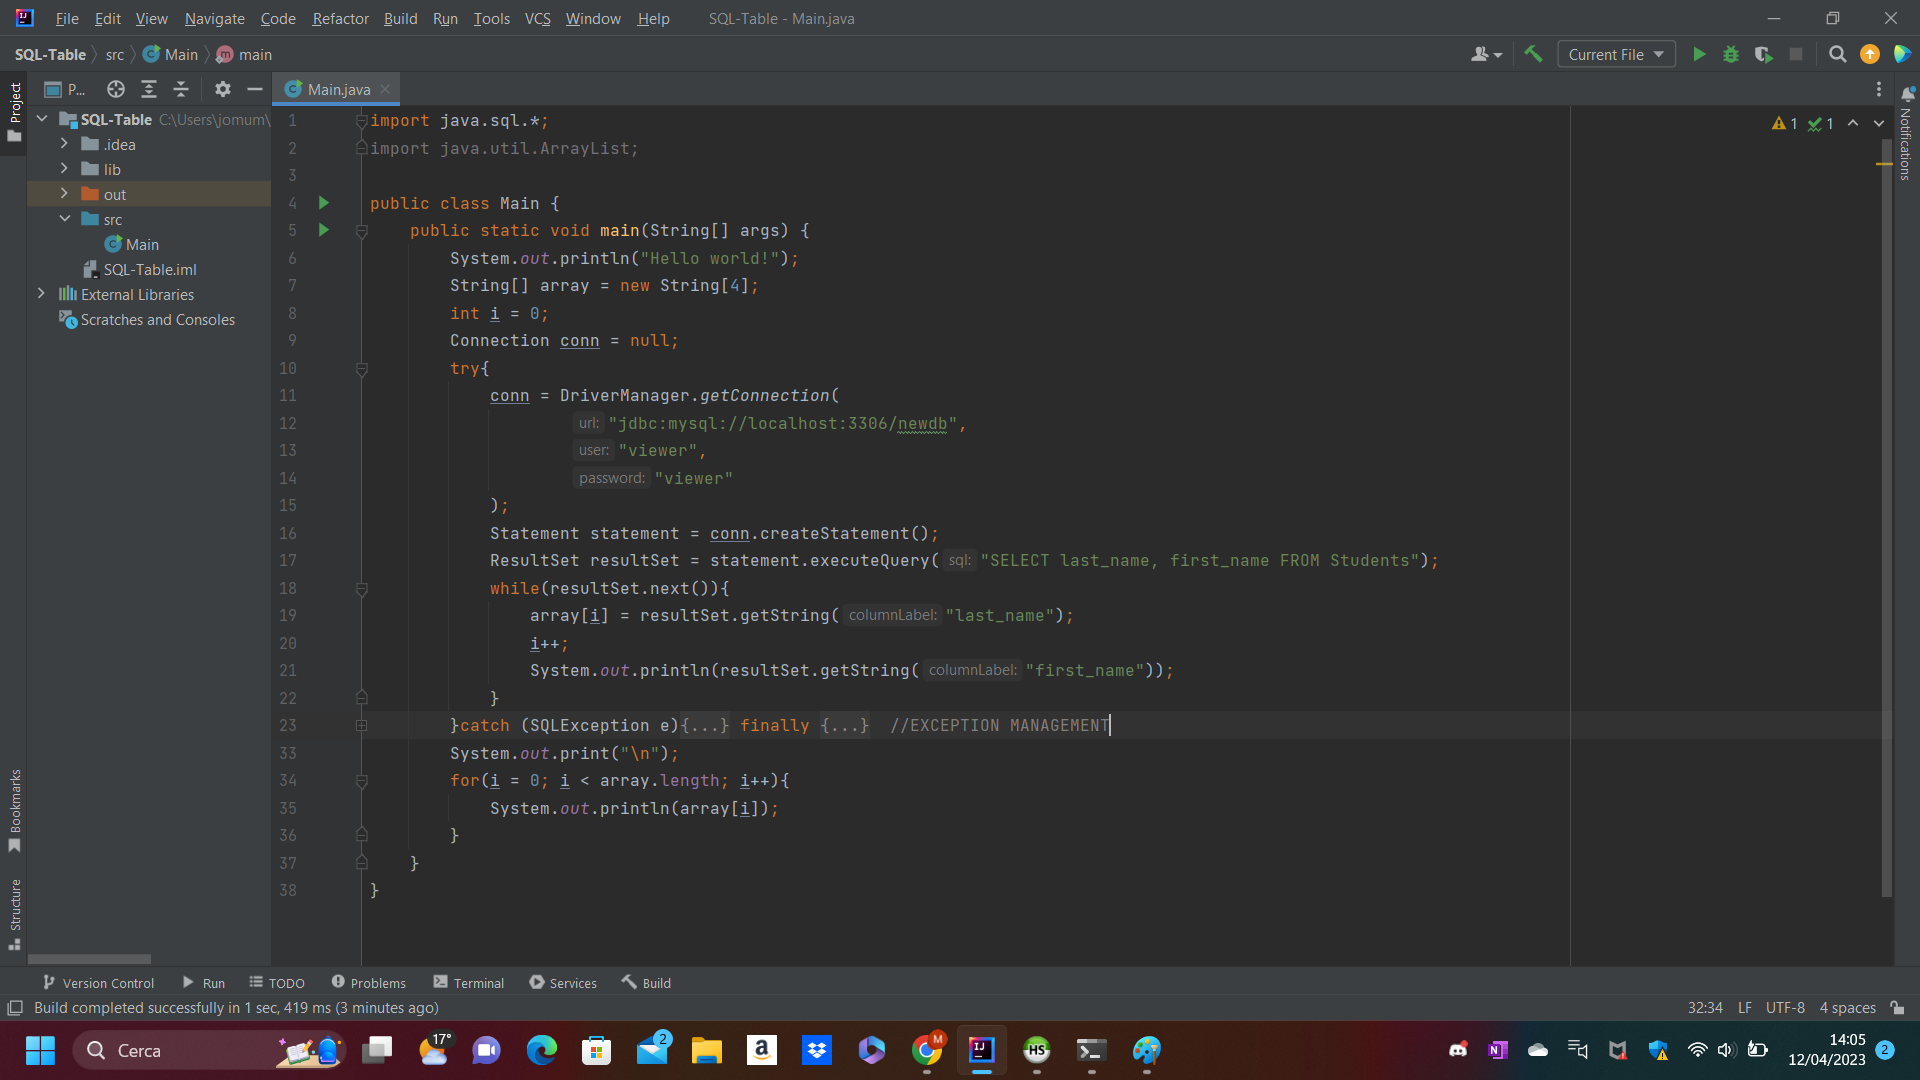 File Edit View Navigate Code Refactor Build Run Tools VCS Window Help SQL-Table - Main.java
SQL-Table src Main main
Current File
Project
P...
Main.java
SQL-Table C:\Users\jomum\
.idea
lib
out
src
Main
SQL-Table.iml
External Libraries
Scratches and Consoles
1 import java.sql.*;
2 import java.util.ArrayList;
3
4 public class Main {
5 public static void main(String[] args) {
6 System.out.println("Hello world!");
7 String[] array = new String[4];
8 int i = 0;
9 Connection conn = null;
10 try{
11 conn = DriverManager.getConnection(
12 url: "jdbc:mysql://localhost:3306/newdb",
13 user: "viewer",
14 password: "viewer"
15 );
16 Statement statement = conn.createStatement();
17 ResultSet resultSet = statement.executeQuery( sql: "SELECT last_name, first_name FROM Students");
18 while(resultSet.next()){
19 array[i] = resultSet.getString( columnLabel: "last_name");
20 i++;
21 System.out.println(resultSet.getString( columnLabel: "first_name"));
22 }
23 }catch (SQLException e){...} finally {...} //EXCEPTION MANAGEMENT
33 System.out.print("\n");
34 for(i = 0; i < array.length; i++){
35 System.out.println(array[i]);
36 }
37 }
38 }
1 1
Notifications
Bookmarks
Structure
Version Control Run TODO Problems Terminal Services Build
Build completed successfully in 1 sec, 419 ms (3 minutes ago)
32:34 LF UTF-8 4 spaces
Cerca
17°
2
a
M
IJ
HS
N
14:05
12/04/2023
2